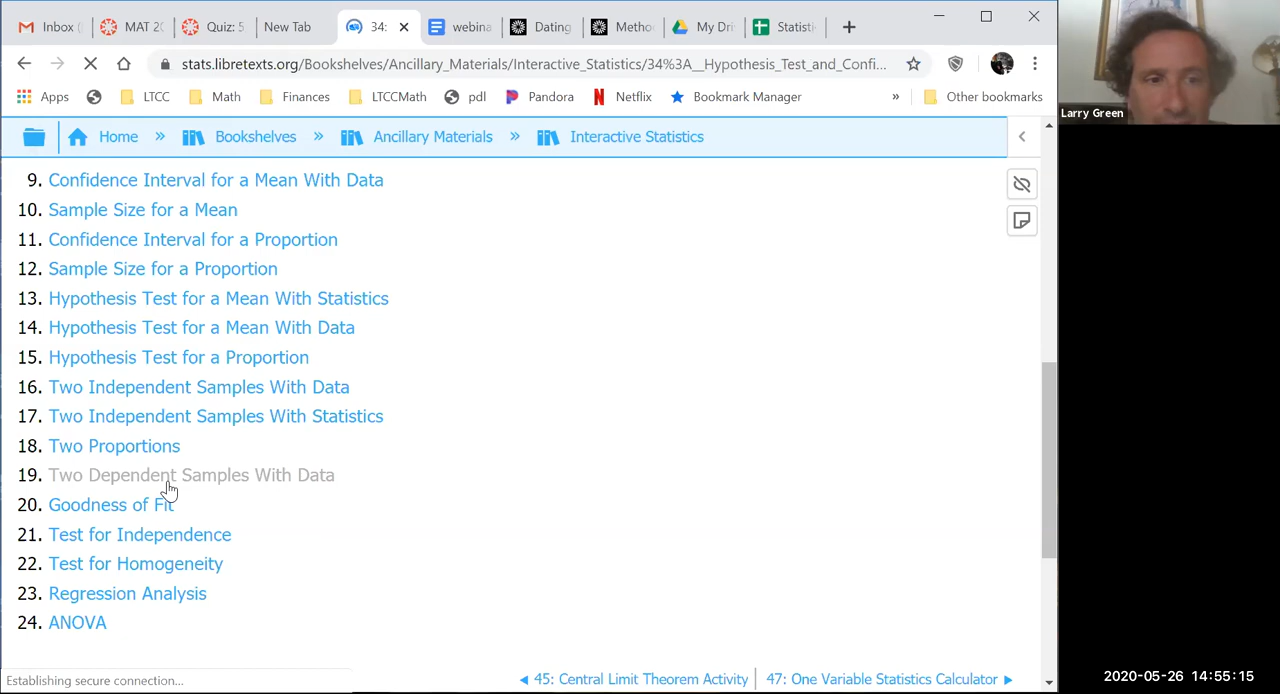 Inbox (
MAT 20
Quiz: 5
New Tab
34:
webina
Dating
Metho
My Dri
Statisti
stats.libretexts.org/Bookshelves/Ancillary_Materials/Interactive_Statistics/34%3A__Hypothesis_Test_and_Confi...
Apps
LTCC
Math
Finances
LTCCMath
pdl
Pandora
Netflix
Bookmark Manager
»
Other bookmarks
Home » Bookshelves » Ancillary Materials » Interactive Statistics
9. Confidence Interval for a Mean With Data
10. Sample Size for a Mean
11. Confidence Interval for a Proportion
12. Sample Size for a Proportion
13. Hypothesis Test for a Mean With Statistics
14. Hypothesis Test for a Mean With Data
15. Hypothesis Test for a Proportion
16. Two Independent Samples With Data
17. Two Independent Samples With Statistics
18. Two Proportions
19. Two Dependent Samples With Data
20. Goodness of Fit
21. Test for Independence
22. Test for Homogeneity
23. Regression Analysis
24. ANOVA
◄ 45: Central Limit Theorem Activity
47: One Variable Statistics Calculator ►
Establishing secure connection...
Larry Green
2020-05-26 14:55:15